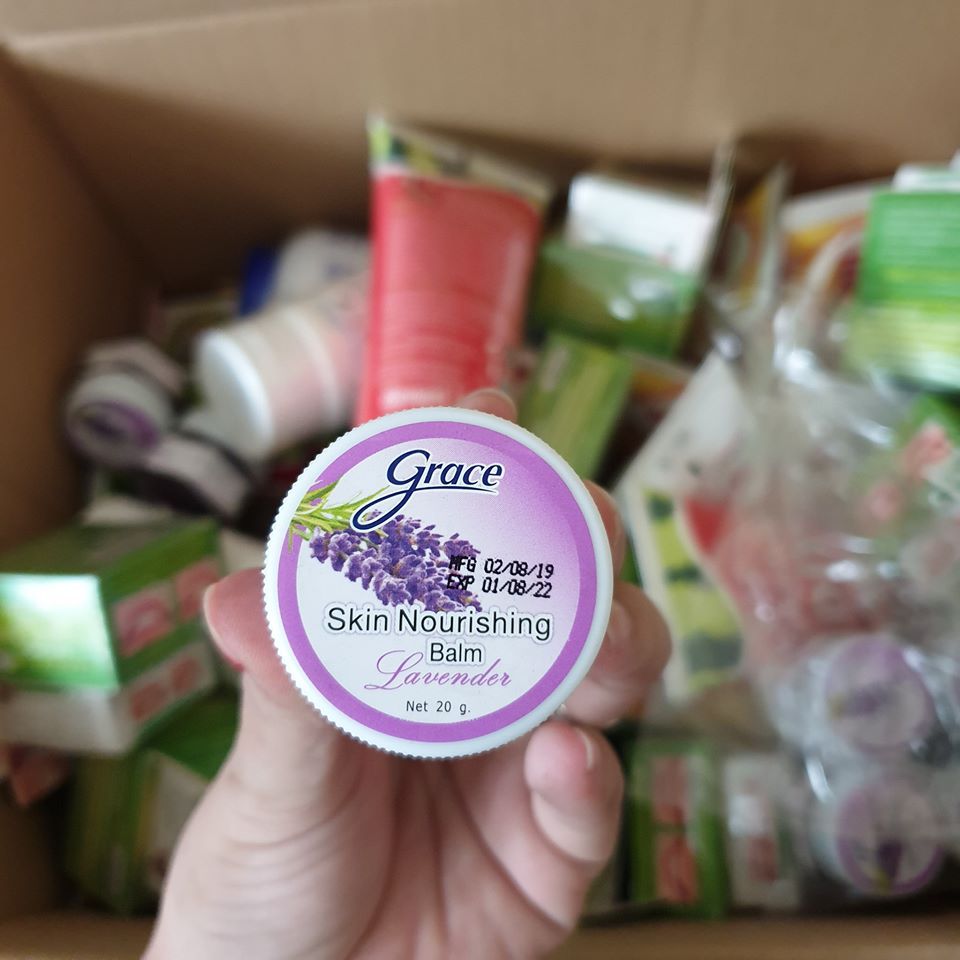 Grace
MFG 02/08/19
EXP 01/08/22
Skin Nourishing
Balm
Lavender
Net 20 g.